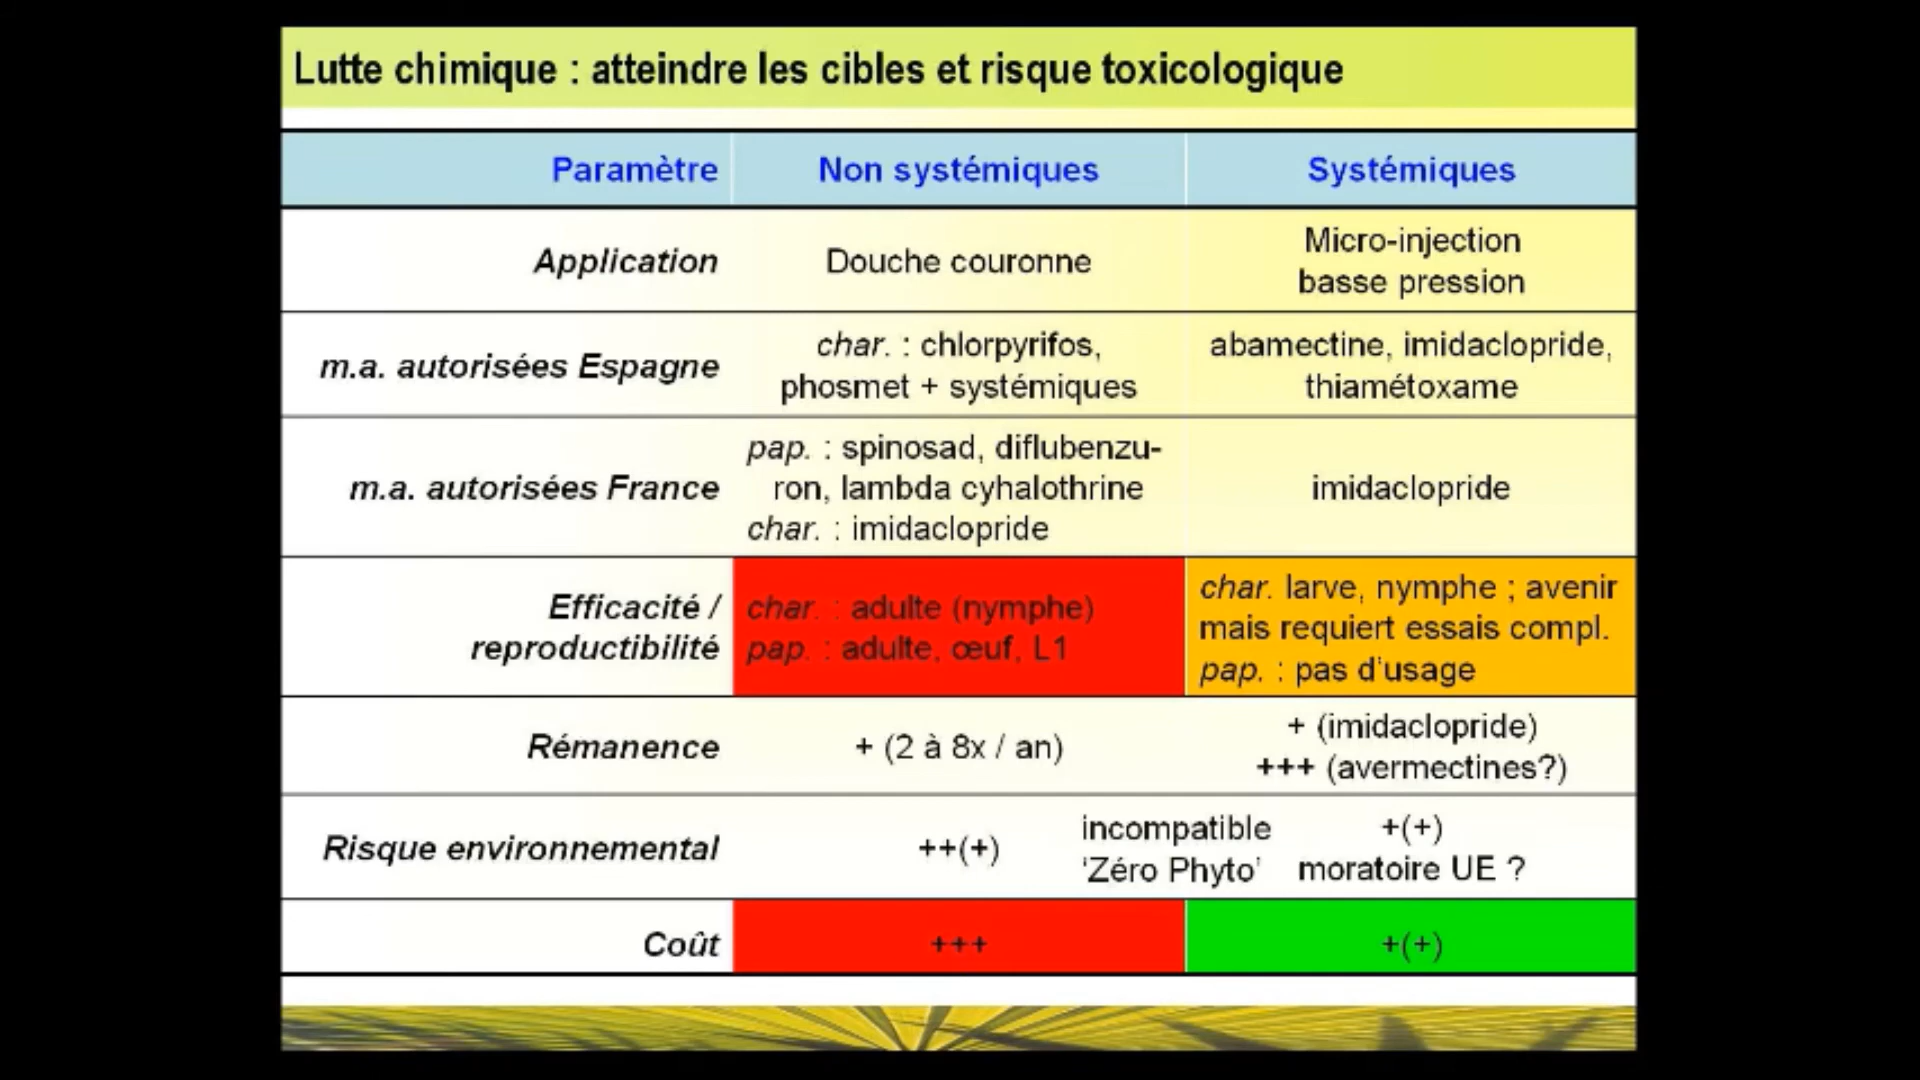 Lutte chimique : atteindre les cibles et risque toxicologique
Paramètre Non systémiques Systémiques
Application Douche couronne Micro-injection
basse pression
m.a. autorisées Espagne char. : chlorpyrifos,
phosmet + systémiques
abamectine, imidaclopride,
thiamétoxame
m.a. autorisées France pap. : spinosad, diflubenzu-
ron, lambda cyhalothrine
char. : imidaclopride
imidaclopride
Efficacité /
reproductibilité
char. : adulte (nymphe)
pap. : adulte, œuf, L1
char. larve, nymphe ; avenir
mais requiert essais compl.
pap. : pas d'usage
Rémanence + (2 à 8x / an) + (imidaclopride)
+++ (avermectines?)
Risque environnemental ++(+)
incompatible
'Zéro Phyto'
+(+)
moratoire UE ?
Coût +++ +(+)